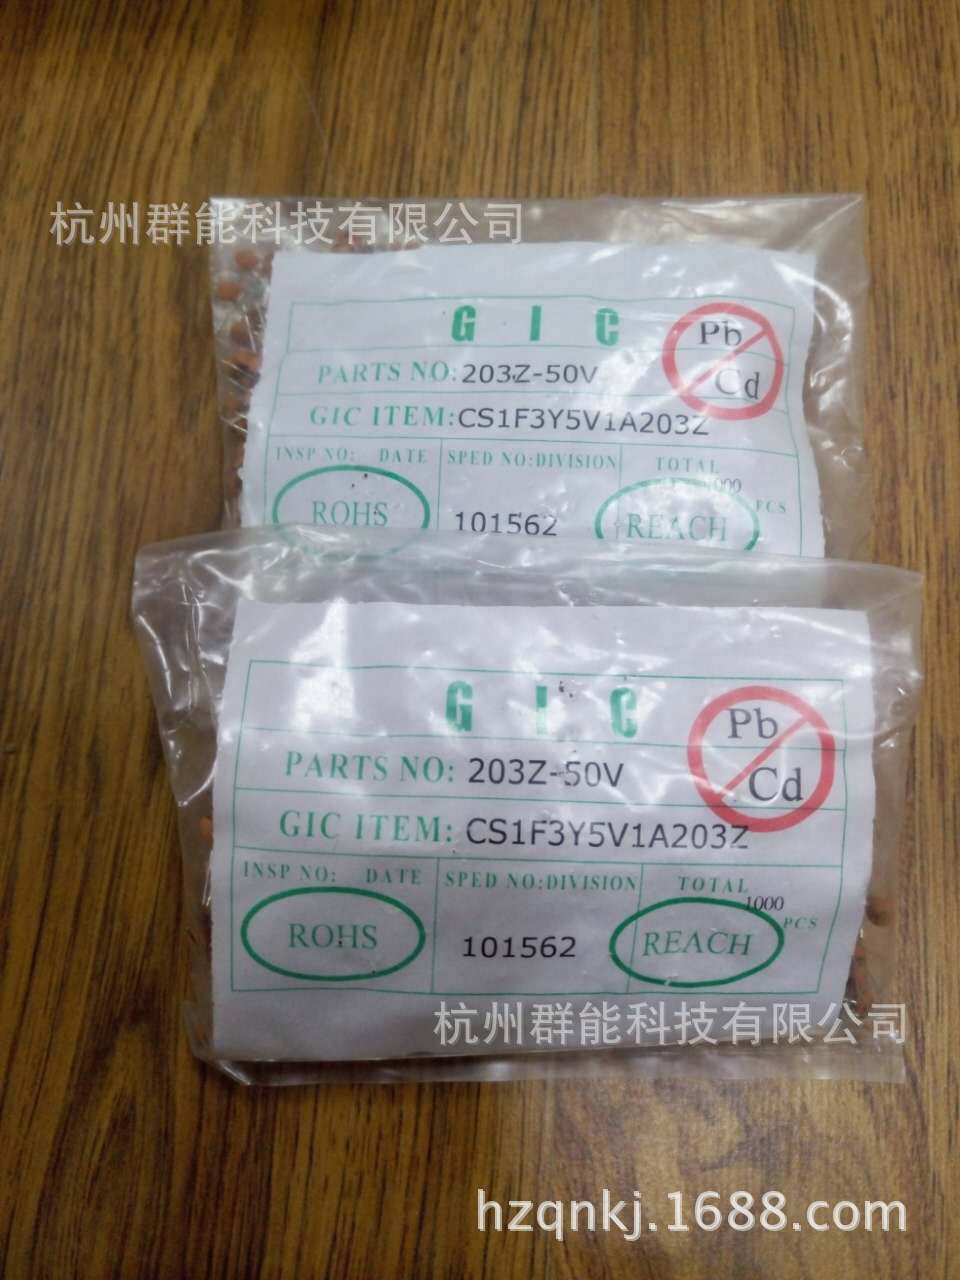 杭州群能科技有限公司
G I C
Pb
Cd
PARTS NO: 203Z-50V
GIC ITEM: CS1F3Y5V1A203Z
INSP NO: DATE SPED NO: DIVISION TOTAL
1000
PCS
ROHS 101562 REACH
G I C
Pb
Cd
PARTS NO: 203Z-50V
GIC ITEM: CS1F3Y5V1A203Z
INSP NO: DATE SPED NO: DIVISION TOTAL
1000
PCS
ROHS 101562 REACH
杭州群能科技有限公司
hzqnkj.1688.com